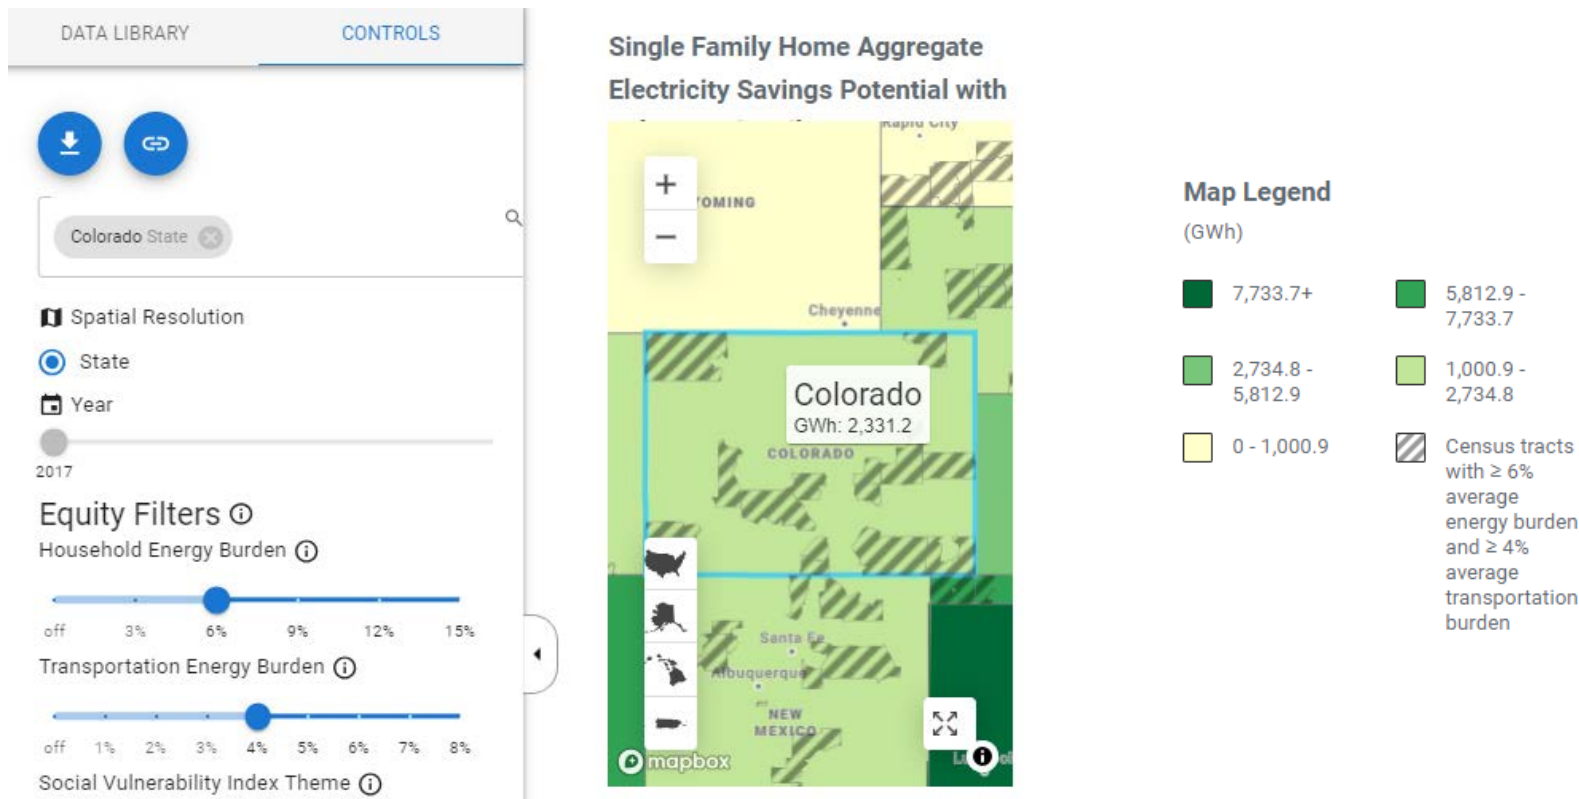 DATA LIBRARY
CONTROLS
Colorado State
Spatial Resolution
State
Year
2017
Equity Filters
Household Energy Burden
off 3% 6% 9% 12% 15%
Transportation Energy Burden
off 1% 2% 3% 4% 5% 6% 7% 8%
Social Vulnerability Index Theme
Single Family Home Aggregate
Electricity Savings Potential with
Rapid City
YOMING
Cheyenne
Colorado
GWh: 2,331.2
COLORADO
Santa Fe
Albuquerque
NEW
MEXICO
mapbox
Map Legend
(GWh)
7,733.7+
5,812.9 -
7,733.7
2,734.8 -
5,812.9
1,000.9 -
2,734.8
0 - 1,000.9
Census tracts
with ≥ 6%
average
energy burden
and ≥ 4%
average
transportation
burden